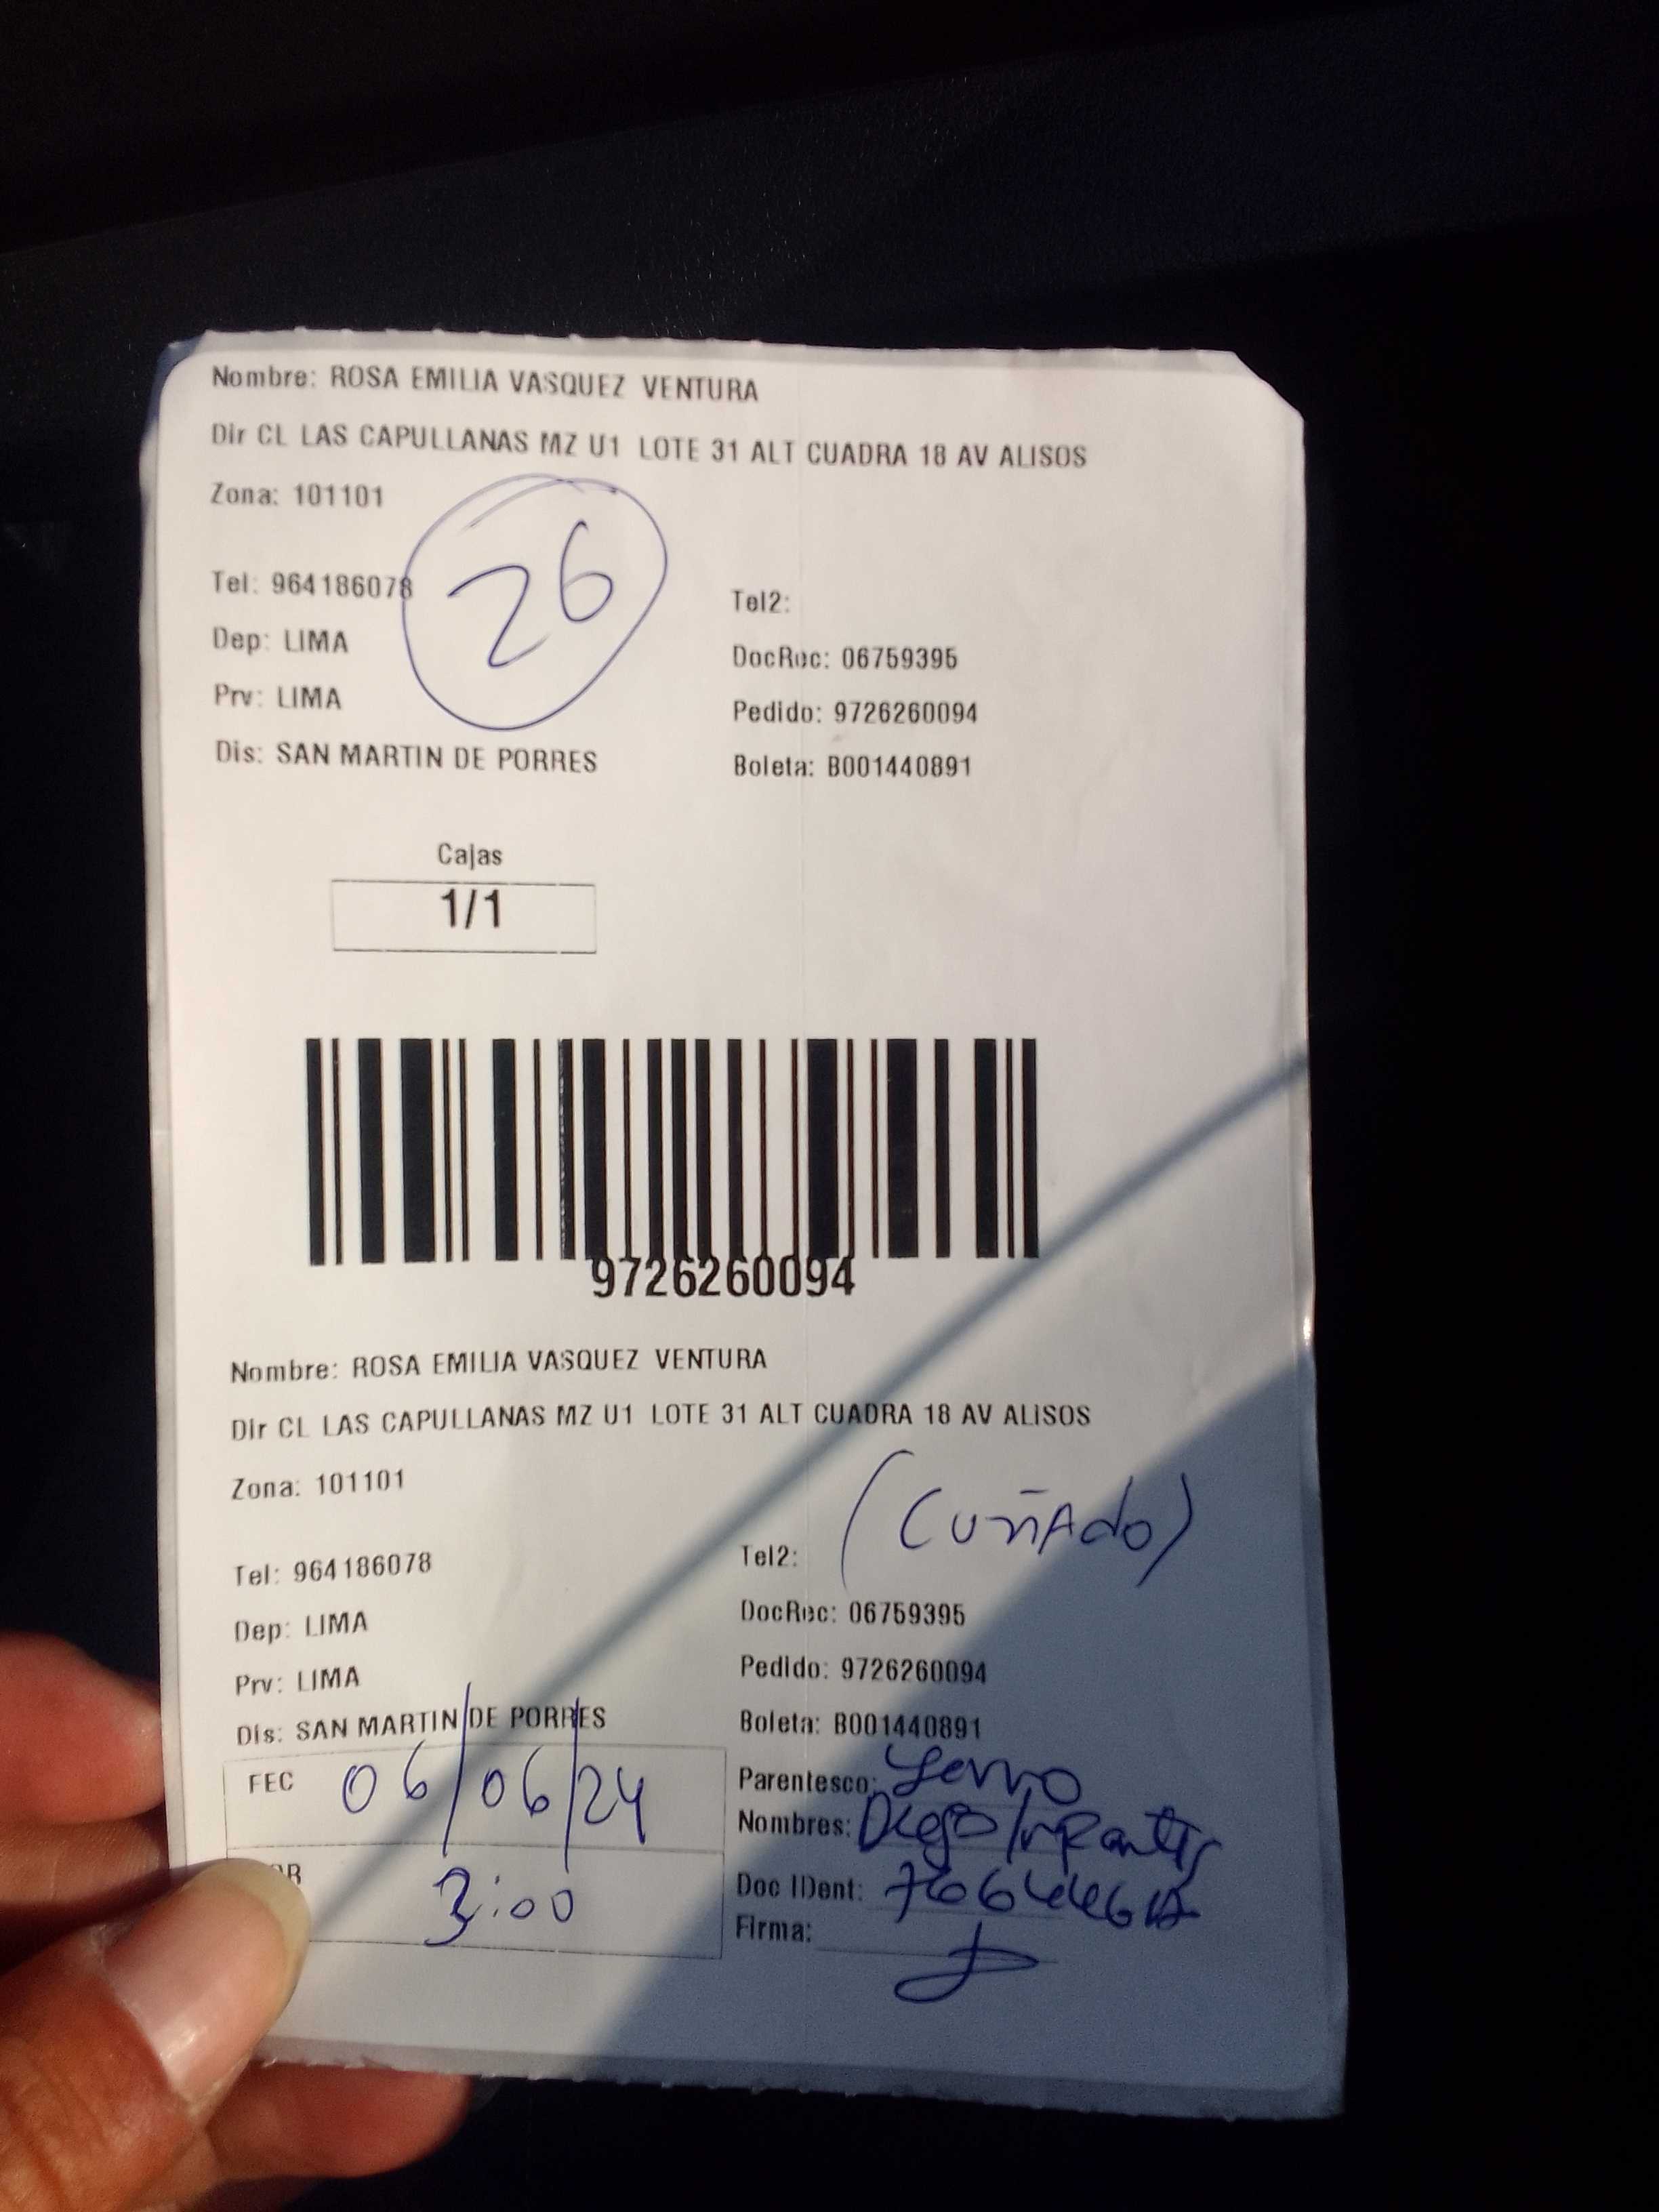 Nombre: ROSA EMILIA VASQUEZ VENTURA
Dir CL LAS CAPULLANAS MZ U1 LOTE 31 ALT CUADRA 18 AV ALISOS
Zona: 101101
26
Tel: 964186078
Tel2:
Dep: LIMA
DocRec: 06759395
Prv: LIMA
Pedido: 9726260094
Dis: SAN MARTIN DE PORRES
Boleta: B001440891
Cajas
1/1
9726260094
Nombre: ROSA EMILIA VASQUEZ VENTURA
Dir CL LAS CAPULLANAS MZ U1 LOTE 31 ALT CUADRA 18 AV ALISOS
Zona: 101101
(CUÑADO)
Tel: 964186078
Tel2:
Dep: LIMA
DocRec: 06759395
Prv: LIMA
Pedido: 9726260094
Dis: SAN MARTIN DE PORRES
Boleta: B001440891
FEC 06/06/24
Parentesco: Yerno
Nombres: Diego
3:00
Doc IDent:
Firma: